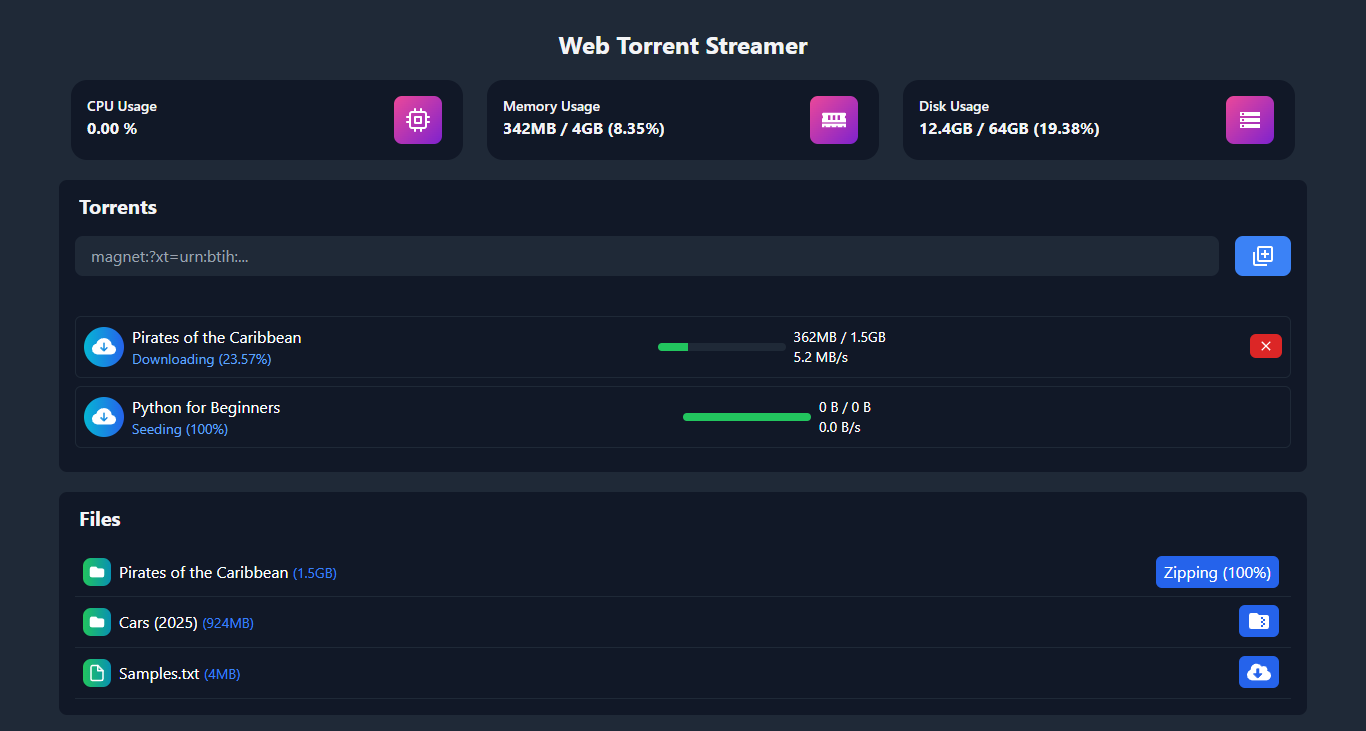 Web Torrent Streamer
CPU Usage
0.00 %
Memory Usage
342MB / 4GB (8.35%)
Disk Usage
12.4GB / 64GB (19.38%)
Torrents
magnet:?xt=urn:btih:...
Pirates of the Caribbean
Downloading (23.57%)
362MB / 1.5GB
5.2 MB/s
Python for Beginners
Seeding (100%)
0 B / 0 B
0.0 B/s
Files
Pirates of the Caribbean (1.5GB)
Zipping (100%)
Cars (2025) (924MB)
Samples.txt (4MB)